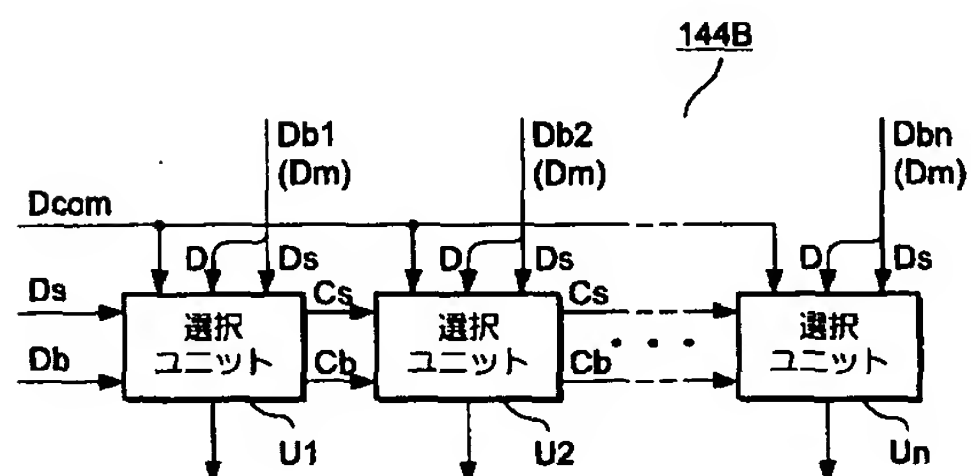 144B
Db1
(Dm)
Db2
(Dm)
Dbn
(Dm)
Dcom
D Ds
D Ds
D Ds
Ds
Cs
Cs
選択
ユニット
選択
ユニット
・・・
選択
ユニット
Db
Cb
Cb
U1
U2
Un